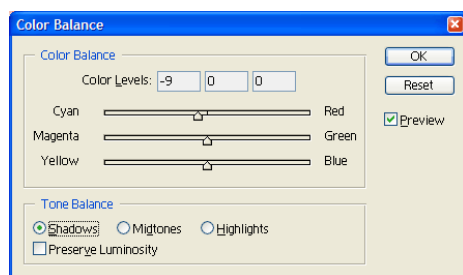 Color Balance
Color Balance
OK
Color Levels: -9 0 0
Reset
Cyan Red
Preview
Magenta Green
Yellow Blue
Tone Balance
Shadows Midtones Highlights
Preserve Luminosity